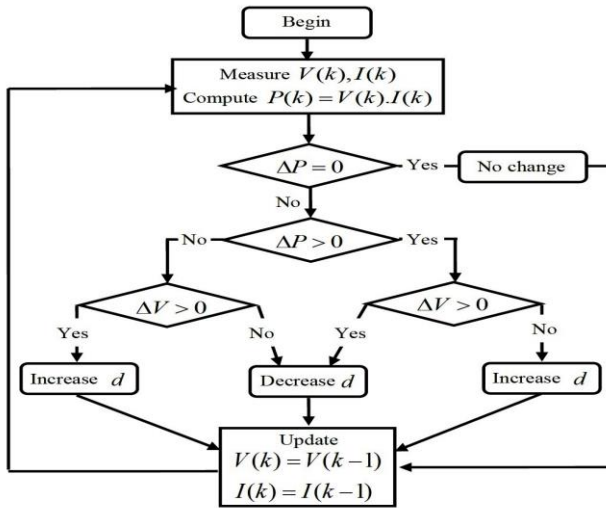 Begin
Measure V(k), I(k)
Compute P(k) = V(k).I(k)
ΔP = 0
Yes
No change
No
No
ΔP > 0
Yes
ΔV > 0
ΔV > 0
Yes
No
Yes
No
Increase d
Decrease d
Increase d
Update
V(k) = V(k−1)
I(k) = I(k−1)